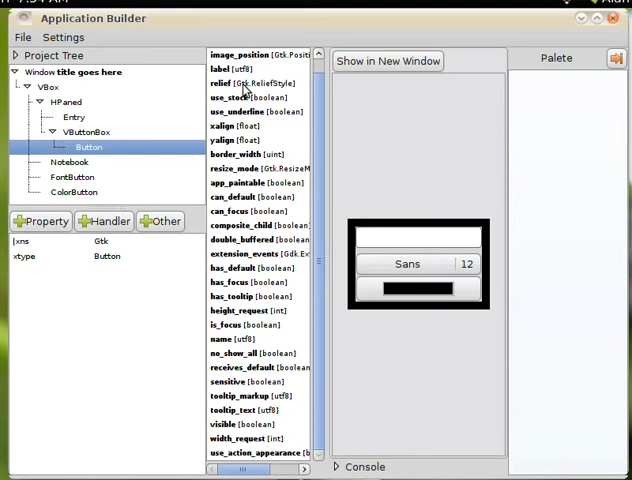 Application Builder
File Settings
Project Tree
Window title goes here
VBox
HPaned
Entry
VButtonBox
Button
Notebook
FontButton
ColorButton
Property
Handler
Other
xns Gtk
xtype Button
image_position [Gtk.Positi
label [utf8]
relief [Gtk.ReliefStyle]
use_stock [boolean]
use_underline [boolean]
xalign [float]
yalign [float]
border_width [uint]
resize_mode [Gtk.ResizeM
app_paintable [boolean]
can_default [boolean]
can_focus [boolean]
composite_child [boolean]
double_buffered [boolean]
extension_events [Gdk.Ex
has_default [boolean]
has_focus [boolean]
has_tooltip [boolean]
height_request [int]
is_focus [boolean]
name [utf8]
no_show_all [boolean]
receives_default [boolean]
sensitive [boolean]
tooltip_markup [utf8]
tooltip_text [utf8]
visible [boolean]
width_request [int]
use_action_appearance [b
Show in New Window
Sans 12
Console
Palete